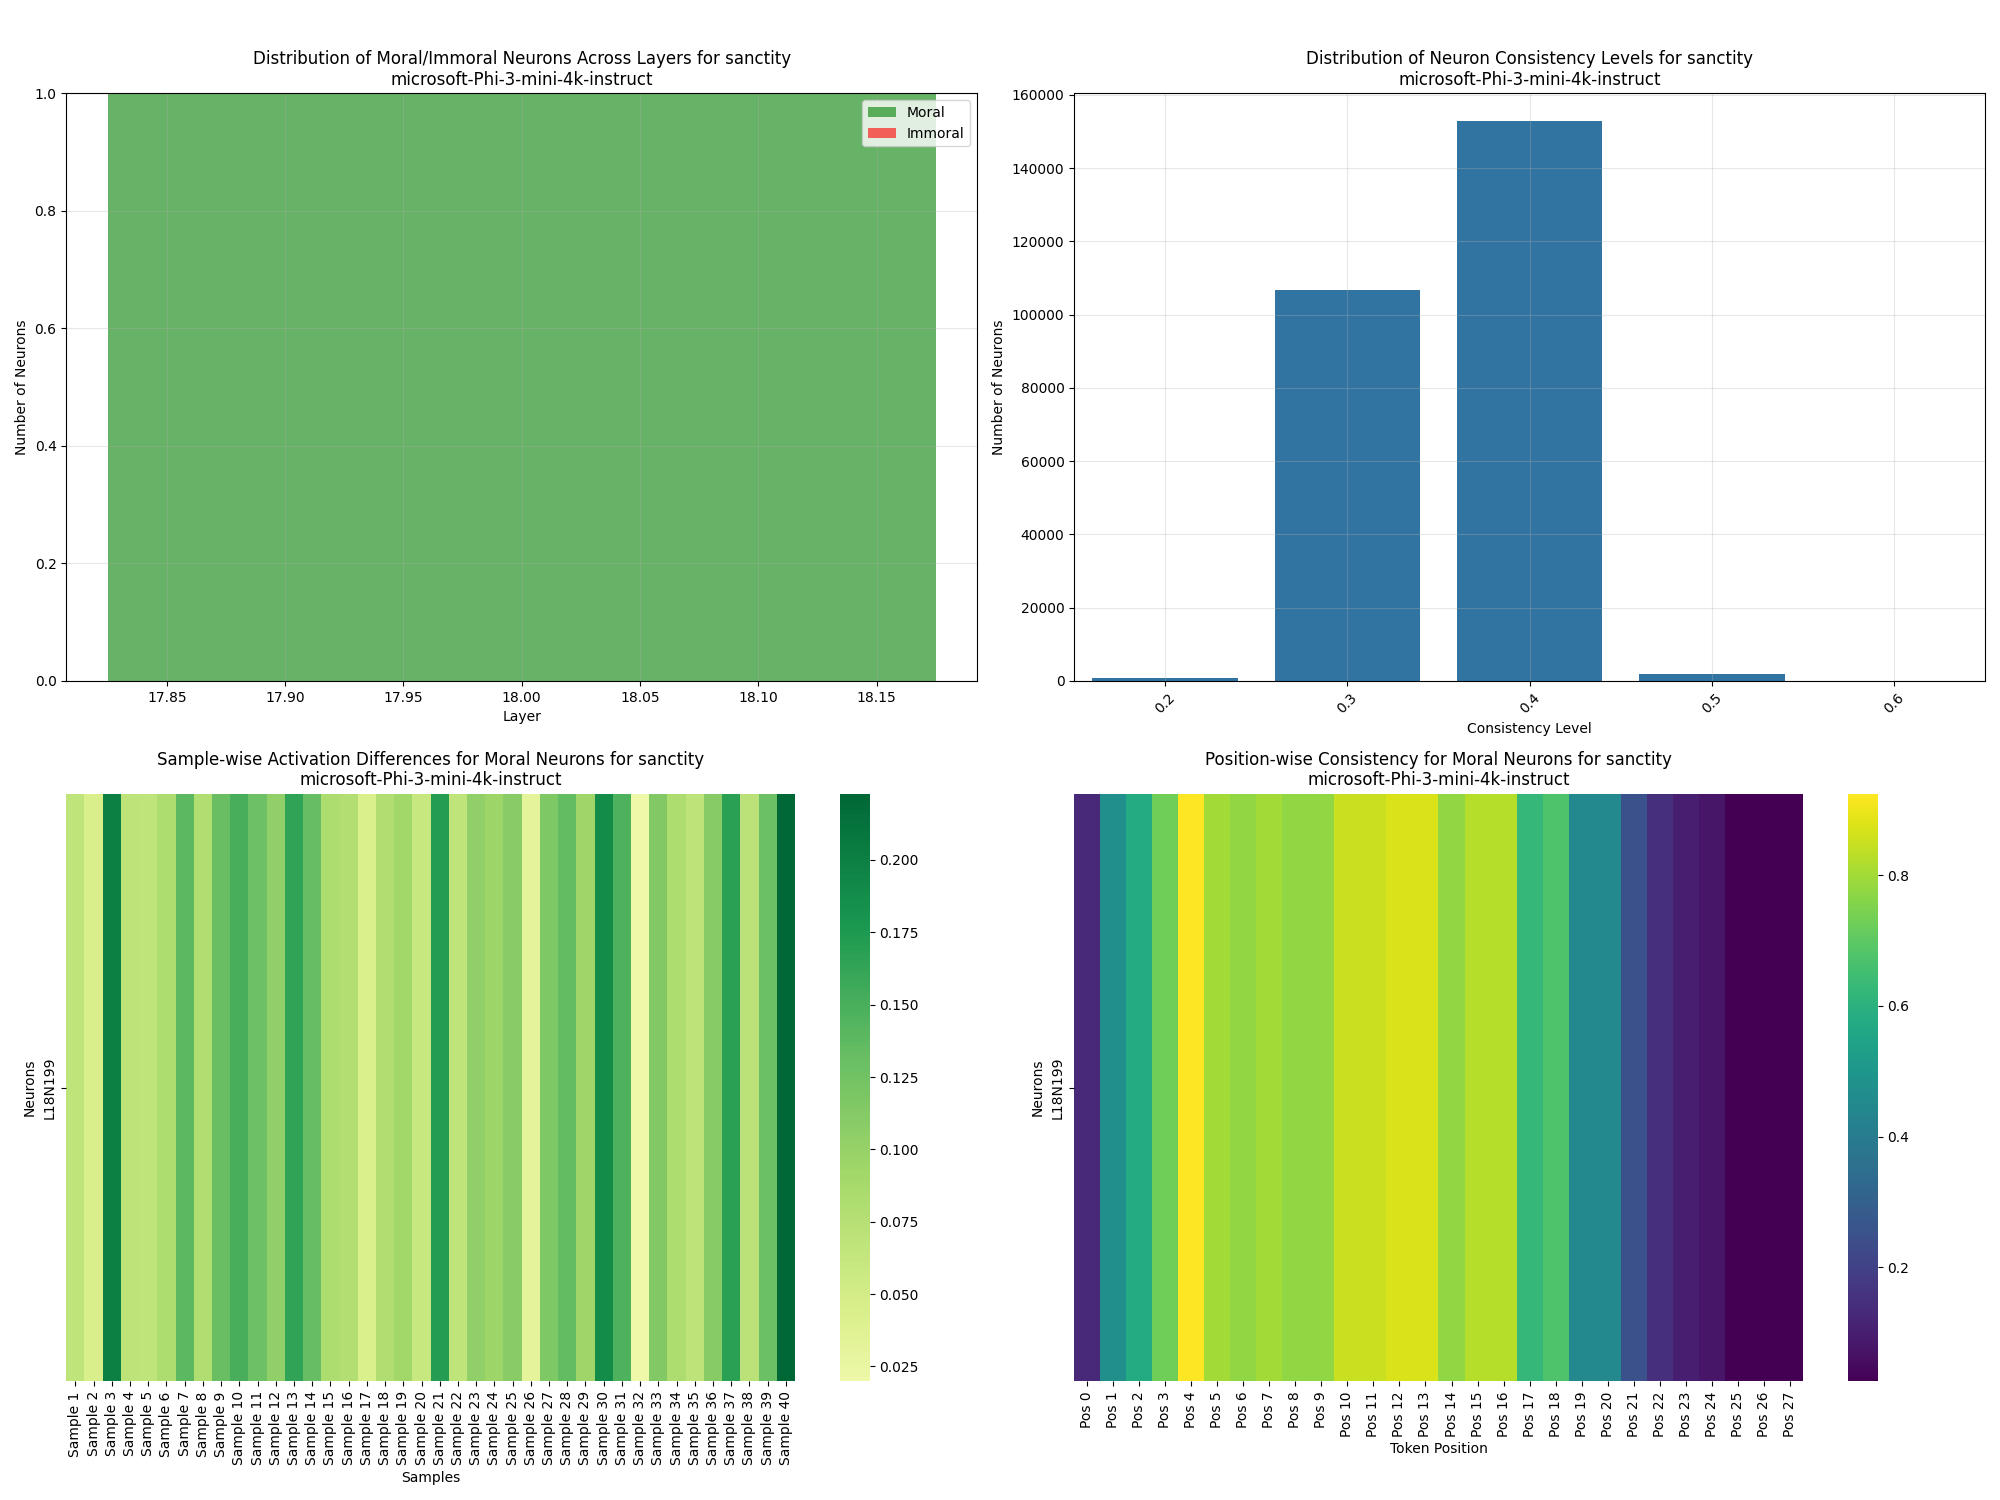 Distribution of Moral/Immoral Neurons Across Layers for sanctity
microsoft-Phi-3-mini-4k-instruct
Moral
Immoral
1.0
0.8
0.6
0.4
0.2
0.0
Number of Neurons
17.85 17.90 17.95 18.00 18.05 18.10 18.15
Layer
Distribution of Neuron Consistency Levels for sanctity
microsoft-Phi-3-mini-4k-instruct
160000
140000
120000
100000
80000
60000
40000
20000
0
Number of Neurons
0.2 0.3 0.4 0.5 0.6
Consistency Level
Sample-wise Activation Differences for Moral Neurons for sanctity
microsoft-Phi-3-mini-4k-instruct
Neurons
L18N199
Sample 1
Sample 2
Sample 3
Sample 4
Sample 5
Sample 6
Sample 7
Sample 8
Sample 9
Sample 10
Sample 11
Sample 12
Sample 13
Sample 14
Sample 15
Sample 16
Sample 17
Sample 18
Sample 19
Sample 20
Sample 21
Sample 22
Sample 23
Sample 24
Sample 25
Sample 26
Sample 27
Sample 28
Sample 29
Sample 30
Sample 31
Sample 32
Sample 33
Sample 34
Sample 35
Sample 36
Sample 37
Sample 38
Sample 39
Sample 40
Samples
0.200
0.175
0.150
0.125
0.100
0.075
0.050
0.025
Position-wise Consistency for Moral Neurons for sanctity
microsoft-Phi-3-mini-4k-instruct
Neurons
L18N199
Pos 0
Pos 1
Pos 2
Pos 3
Pos 4
Pos 5
Pos 6
Pos 7
Pos 8
Pos 9
Pos 10
Pos 11
Pos 12
Pos 13
Pos 14
Pos 15
Pos 16
Pos 17
Pos 18
Pos 19
Pos 20
Pos 21
Pos 22
Pos 23
Pos 24
Pos 25
Pos 26
Pos 27
Token Position
0.8
0.6
0.4
0.2